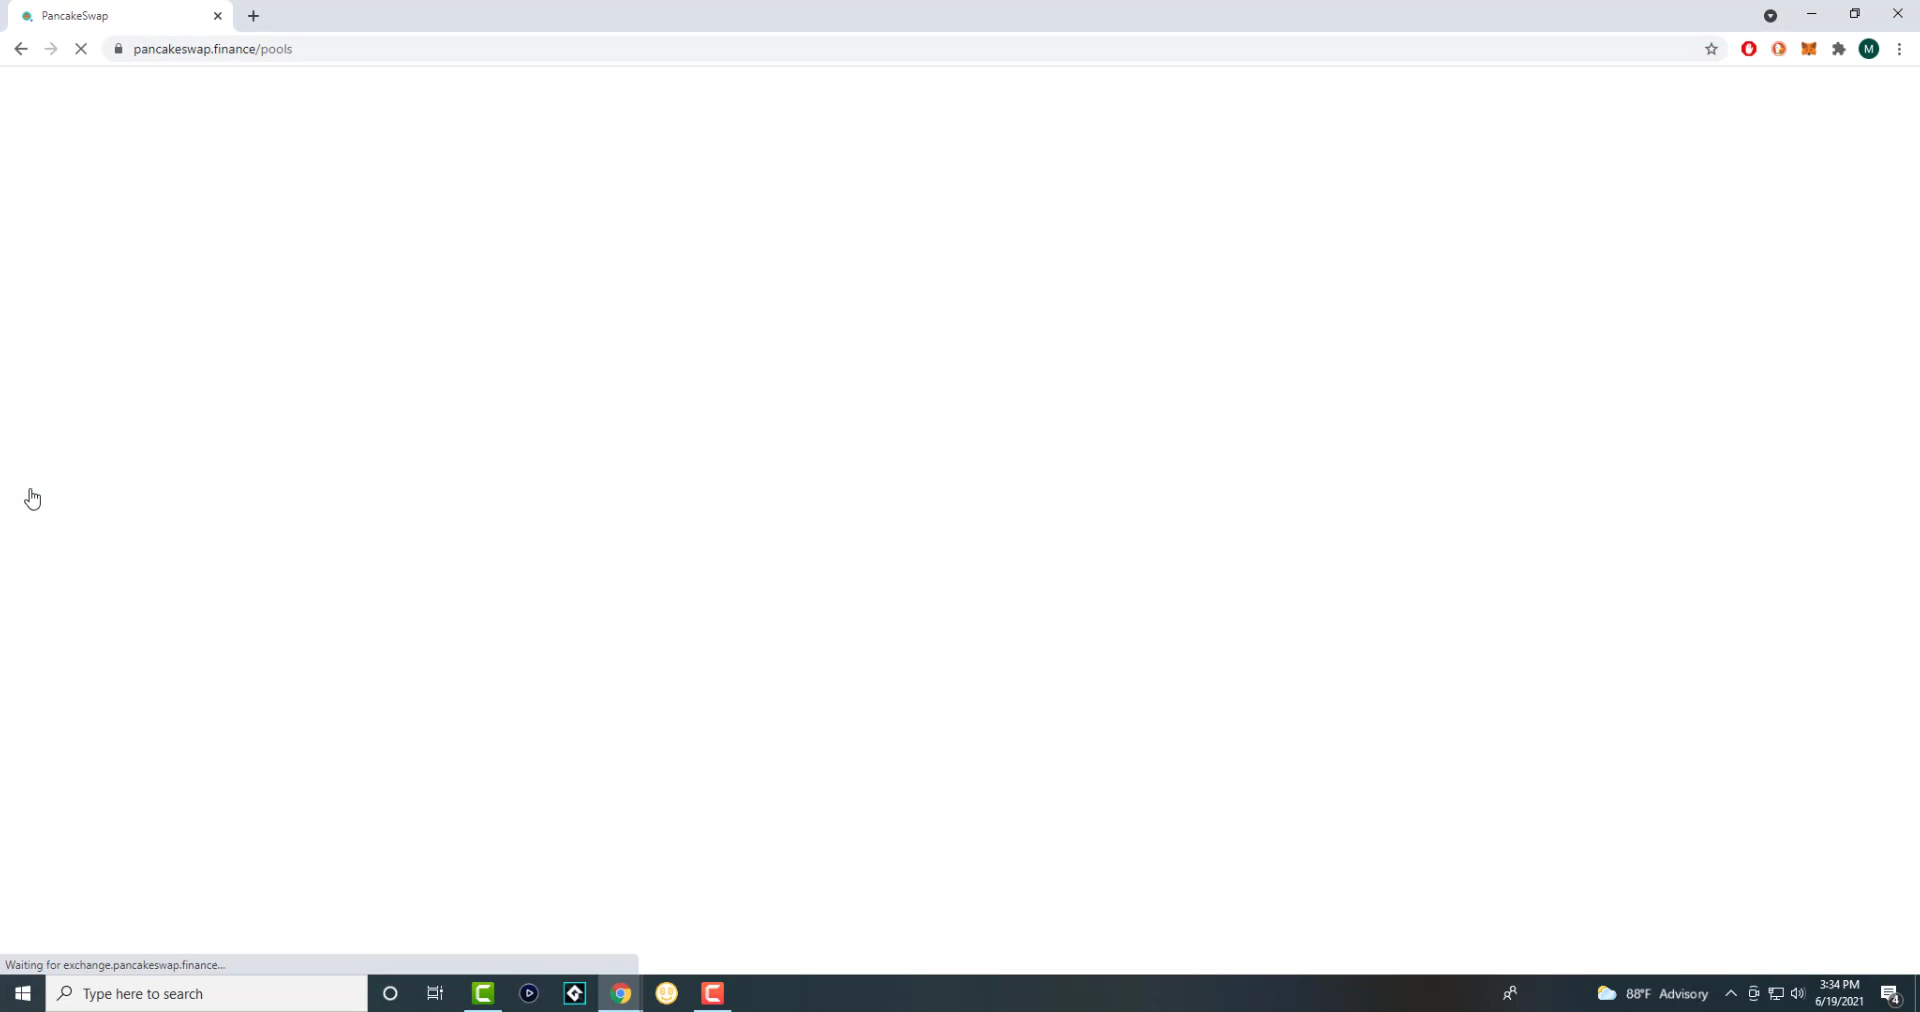 PancakeSwap
pancakeswap.finance/pools
M
Waiting for exchange.pancakeswap.finance...
Type here to search
88°F Advisory
3:34 PM
6/19/2021
4